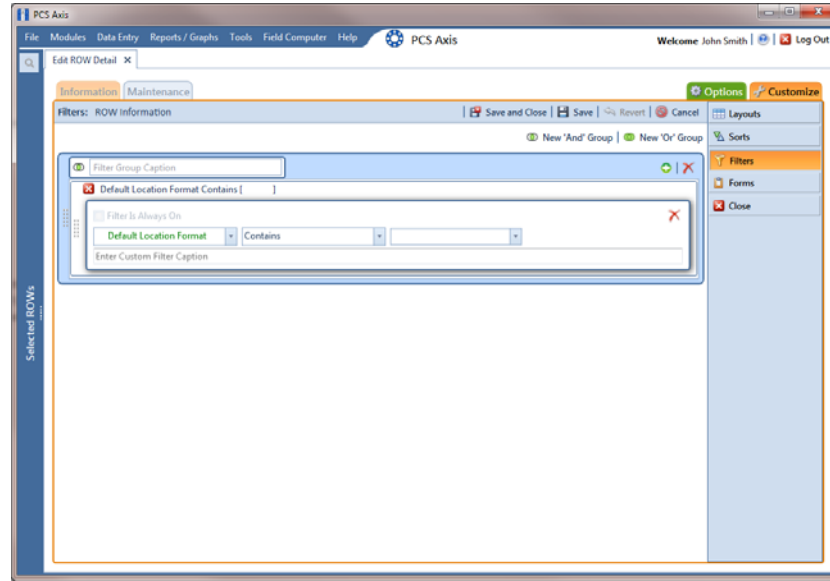 PCS Axis
File Modules Data Entry Reports / Graphs Tools Field Computer Help PCS Axis Welcome John Smith | | Log Out
Edit ROW Detail
Information Maintenance Options Customize
Filters: ROW Information | Save and Close | Save | Revert | Cancel
Layouts
New 'And' Group | New 'Or' Group
Sorts
Filter Group Caption
Filters
Default Location Format Contains [ ]
Forms
Filter Is Always On
Close
Default Location Format Contains
Enter Custom Filter Caption
Selected ROWs